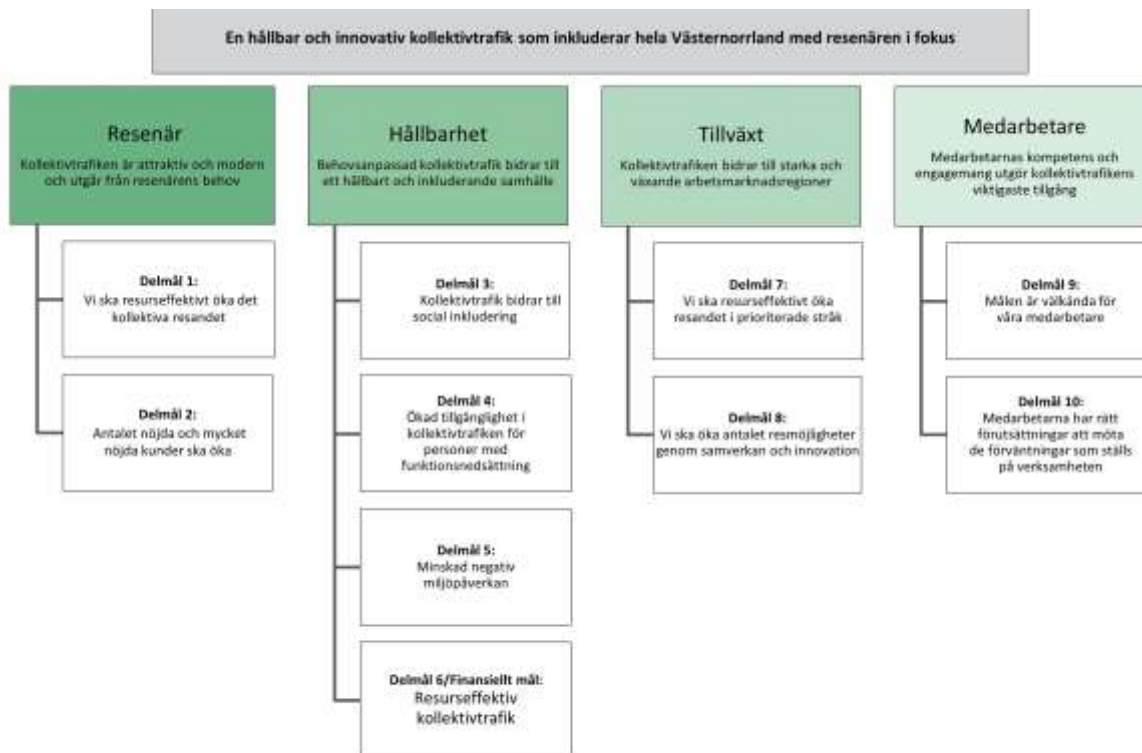 En hållbar och innovativ kollektivtrafik som inkluderar hela Västernorrland med resenären i fokus
Resenär
Kollektivtrafiken är attraktiv och modern
och utgår från resenärens behov
Delmål 1:
Vi ska resurseffektivt öka det
kollektiva resandet
Delmål 2:
Antalet nöjda och mycket
nöjda kunder ska öka
Hållbarhet
Behovsanpassad kollektivtrafik bidrar till
ett hållbart och inkluderande samhälle
Delmål 3:
Kollektivtrafik bidrar till
social inkludering
Delmål 4:
Ökad tillgänglighet i
kollektivtrafiken för
personer med
funktionsnedsättning
Delmål 5:
Minskad negativ
miljöpåverkan
Delmål 6/Finansiellt mål:
Resurseffektiv
kollektivtrafik
Tillväxt
Kollektivtrafiken bidrar till starka och
växande arbetsmarknadsregioner
Delmål 7:
Vi ska resurseffektivt öka
resandet i prioriterade stråk
Delmål 8:
Vi ska öka antalet resmöjligheter
genom samverkan och innovation
Medarbetare
Medarbetarnas kompetens och
engagemang utgör kollektivtrafikens
viktigaste tillgång
Delmål 9:
Målen är välkända för
våra medarbetare
Delmål 10:
Medarbetarna har rätt
förutsättningar att möta
de förväntningar som ställs
på verksamheten